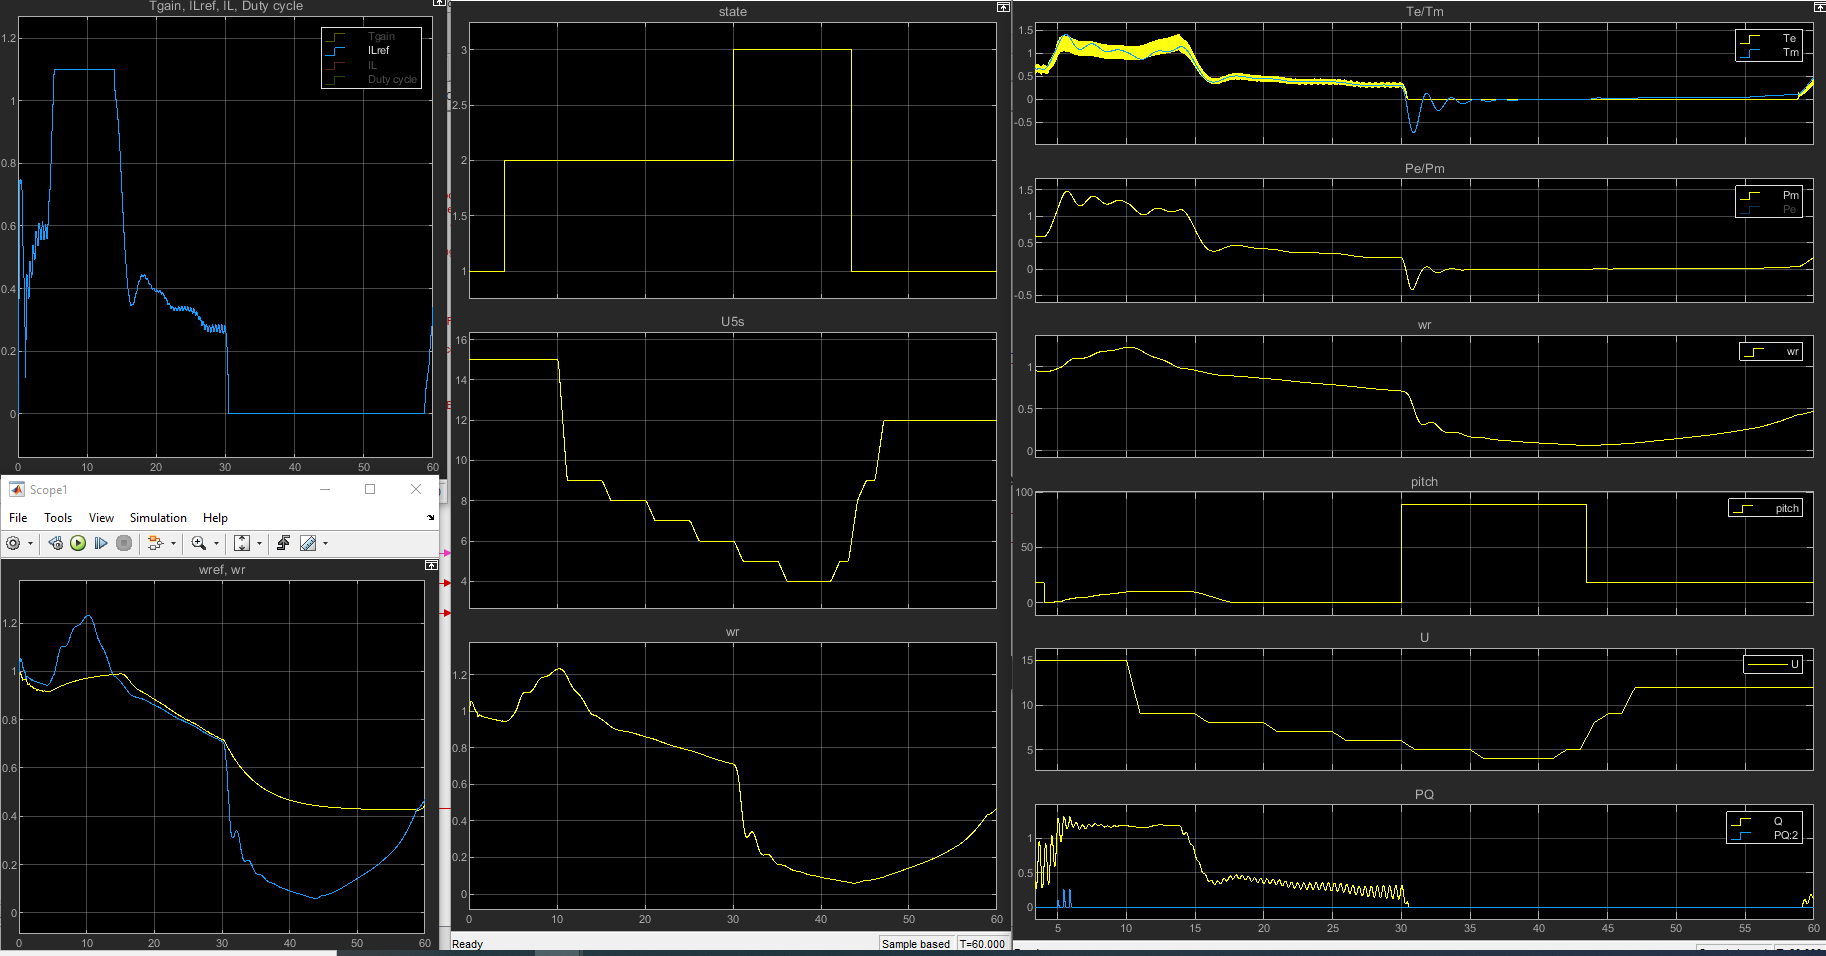 Tgain, ILref, IL, Duty cycle
Tgain
ILref
IL
Duty cycle
1.2
1
0.8
0.6
0.4
0.2
0
0 10 20 30 40 50 60
Scope1
File Tools View Simulation Help
wref, wr
1.2
1
0.8
0.6
0.4
0.2
0
0 10 20 30 40 50 60
state
3
2.5
2
1.5
1
U5s
16
14
12
10
8
6
4
wr
1.2
1
0.8
0.6
0.4
0.2
0
0 10 20 30 40 50 60
Ready Sample based T=60.000
Te/Tm
Te
Tm
1.5
1
0.5
0
-0.5
Pe/Pm
Pm
Pe
1.5
1
0.5
0
-0.5
wr
wr
1
0.5
0
pitch
pitch
100
50
0
U
U
15
10
5
PQ
Q
PQ:2
1
0.5
0
5 10 15 20 25 30 35 40 45 50 55 60